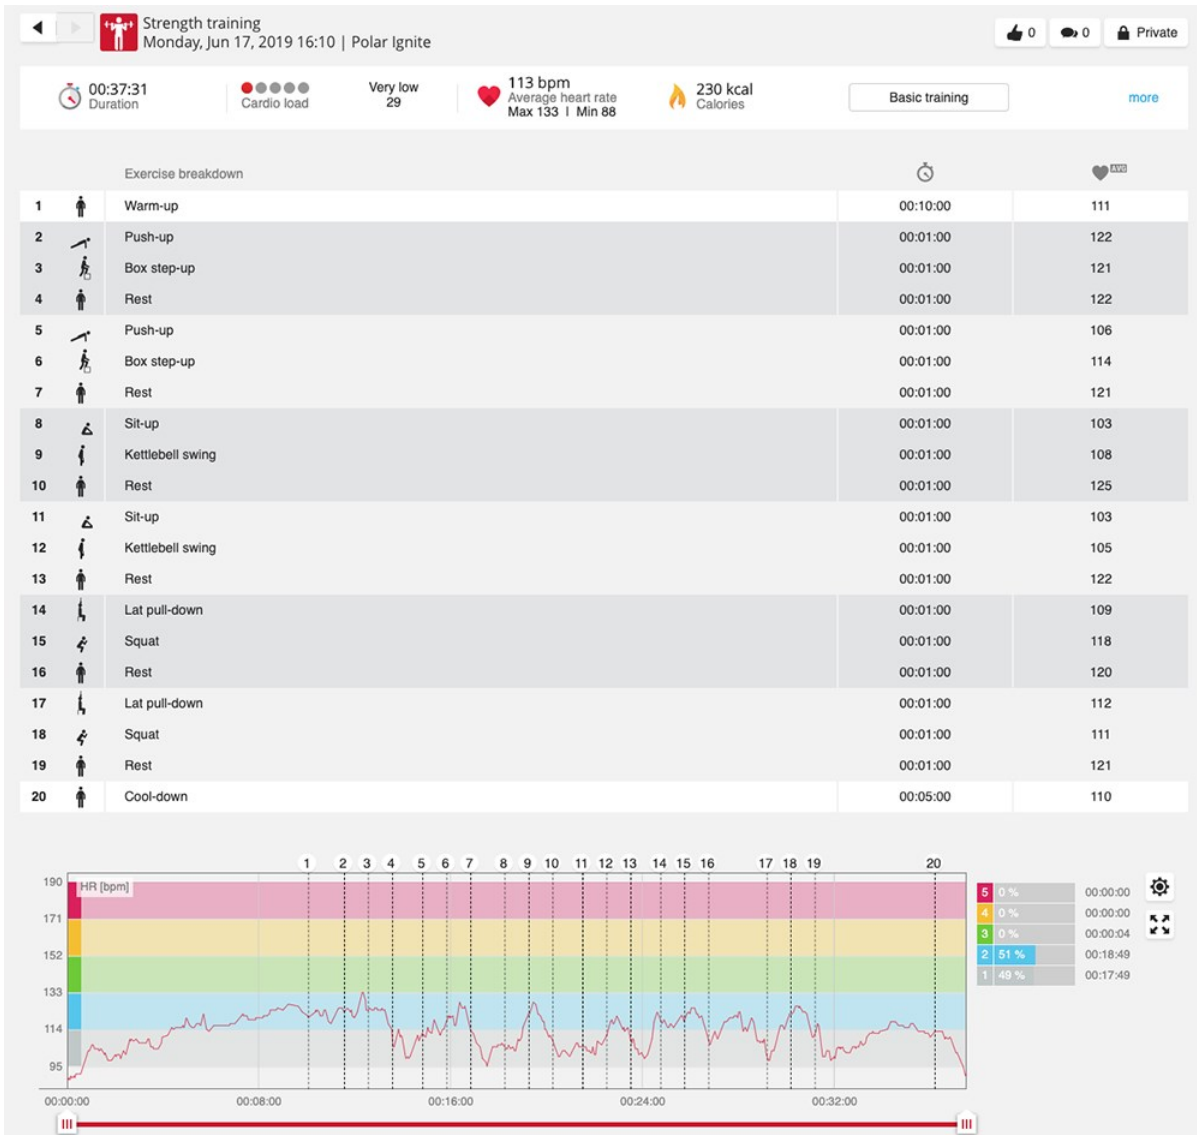 Strength training
Monday, Jun 17, 2019 16:10 | Polar Ignite
0
0
Private
00:37:31
Duration
Cardio load
Very low
29
113 bpm
Average heart rate
Max 133 | Min 88
230 kcal
Calories
Basic training
more
Exercise breakdown AVG
1 Warm-up 00:10:00 111
2 Push-up 00:01:00 122
3 Box step-up 00:01:00 121
4 Rest 00:01:00 122
5 Push-up 00:01:00 106
6 Box step-up 00:01:00 114
7 Rest 00:01:00 121
8 Sit-up 00:01:00 103
9 Kettlebell swing 00:01:00 108
10 Rest 00:01:00 125
11 Sit-up 00:01:00 103
12 Kettlebell swing 00:01:00 105
13 Rest 00:01:00 122
14 Lat pull-down 00:01:00 109
15 Squat 00:01:00 118
16 Rest 00:01:00 120
17 Lat pull-down 00:01:00 112
18 Squat 00:01:00 111
19 Rest 00:01:00 121
20 Cool-down 00:05:00 110
1 2 3 4 5 6 7 8 9 10 11 12 13 14 15 16 17 18 19 20
HR [bpm]
190
171
152
133
114
95
00:00:00 00:08:00 00:16:00 00:24:00 00:32:00
5 0 % 00:00:00
4 0 % 00:00:00
3 0 % 00:00:04
2 51 % 00:18:49
1 49 % 00:17:49